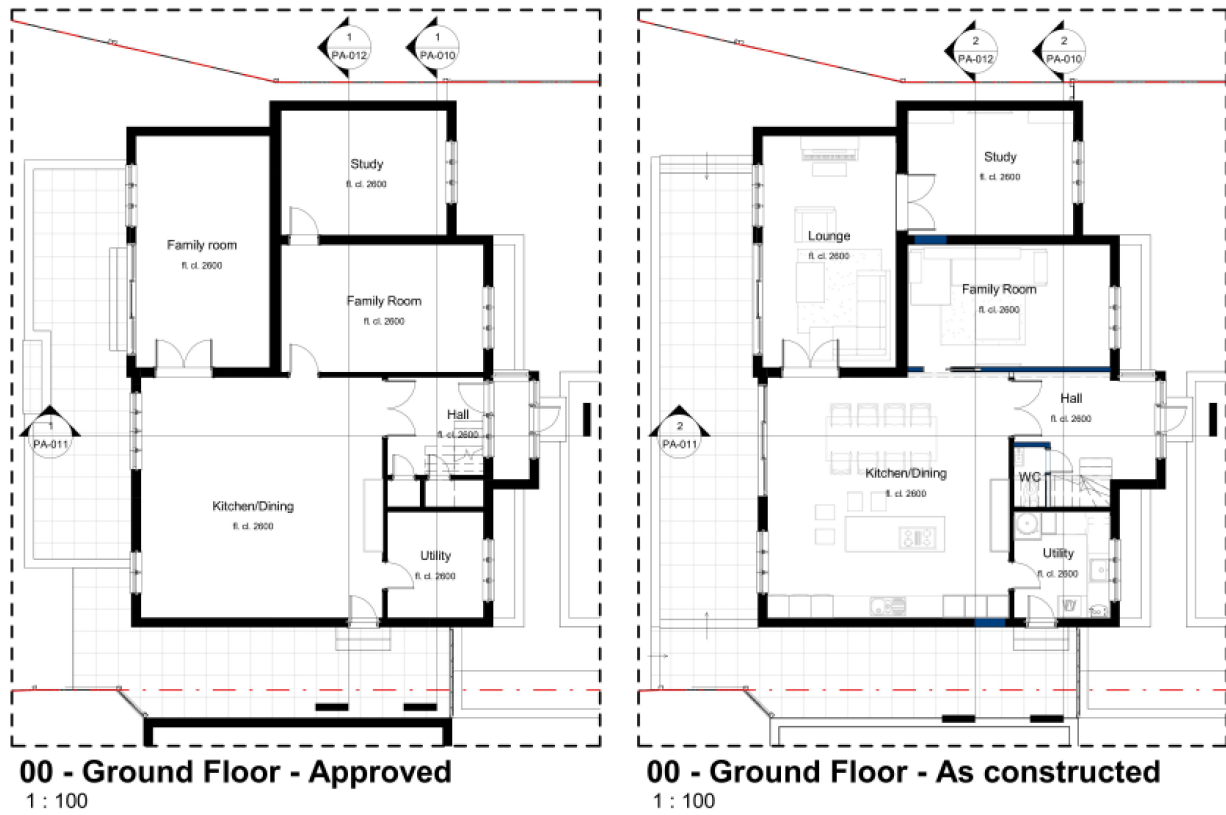 1
PA-012
1
PA-010
Study
fl. cl. 2600
Family room
fl. cl. 2600
Family Room
fl. cl. 2600
Hall
fl. cl. 2600
1
PA-011
Kitchen/Dining
fl. cl. 2600
Utility
fl. cl. 2600
00 - Ground Floor - Approved
1 : 100
2
PA-012
2
PA-010
Study
fl. cl. 2600
Lounge
fl. cl. 2600
Family Room
fl. cl. 2600
Hall
fl. cl. 2600
2
PA-011
Kitchen/Dining
fl. cl. 2600
WC
Utility
fl. cl. 2600
00 - Ground Floor - As constructed
1 : 100